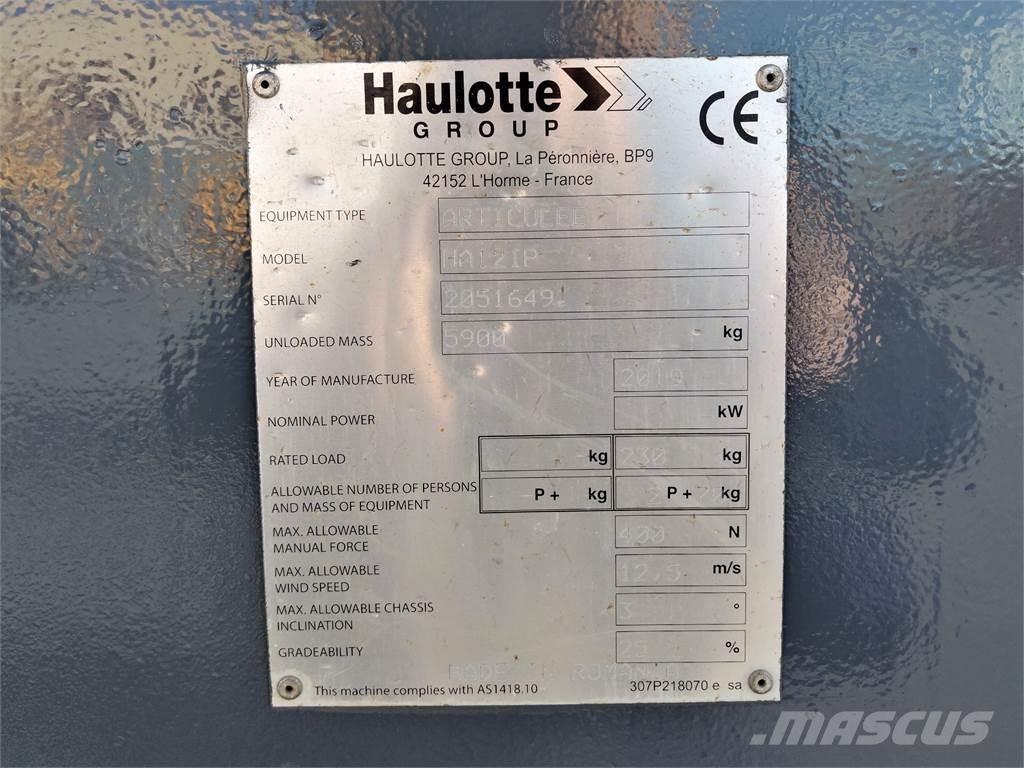 Haulotte
GROUP
CE
HAULOTTE GROUP, La Péronnière, BP9
42152 L'Horme - France
EQUIPMENT TYPE ARTICULEE
MODEL HA12IP
SERIAL N° 2051649
UNLOADED MASS 5900 kg
YEAR OF MANUFACTURE 2019
NOMINAL POWER kW
RATED LOAD kg 230 kg
ALLOWABLE NUMBER OF PERSONS
AND MASS OF EQUIPMENT P + kg P + kg
MAX. ALLOWABLE
MANUAL FORCE 400 N
MAX. ALLOWABLE
WIND SPEED 12,5 m/s
MAX. ALLOWABLE CHASSIS
INCLINATION 3 °
GRADEABILITY 25 %
MADE
This machine complies with AS1418.10 307P218070 e sa
MASCUS